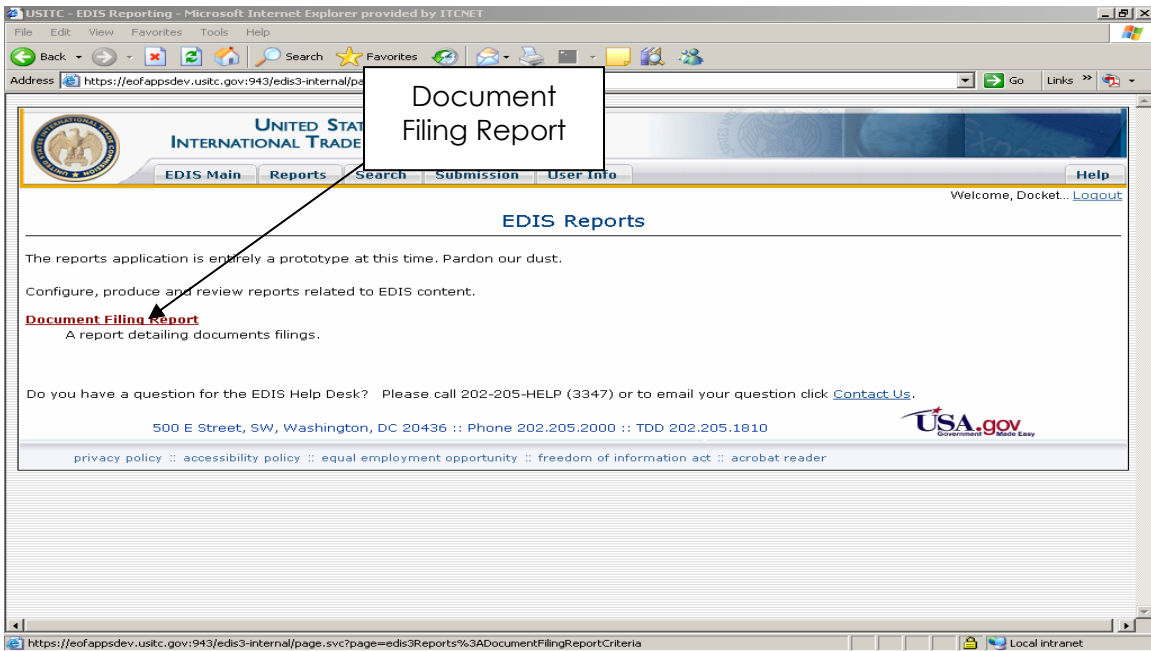 USITC - EDIS Reporting - Microsoft Internet Explorer provided by ITCNET
File Edit View Favorites Tools Help
Back Search Favorites
Address https://eofappsdev.usitc.gov:943/edis3-internal/pa Go Links »
Document
Filing Report
UNITED STAT
INTERNATIONAL TRADE
EDIS Main Reports Search Submission User Info Help
Welcome, Docket... Logout
EDIS Reports
The reports application is entirely a prototype at this time. Pardon our dust.
Configure, produce and review reports related to EDIS content.
Document Filing Report
A report detailing documents filings.
Do you have a question for the EDIS Help Desk? Please call 202-205-HELP (3347) or to email your question click Contact Us.
500 E Street, SW, Washington, DC 20436 :: Phone 202.205.2000 :: TDD 202.205.1810
USA.gov
Government Made Easy
privacy policy :: accessibility policy :: equal employment opportunity :: freedom of information act :: acrobat reader
https://eofappsdev.usitc.gov:943/edis3-internal/page.svc?page=edis3Reports%3ADocumentFilingReportCriteria Local intranet